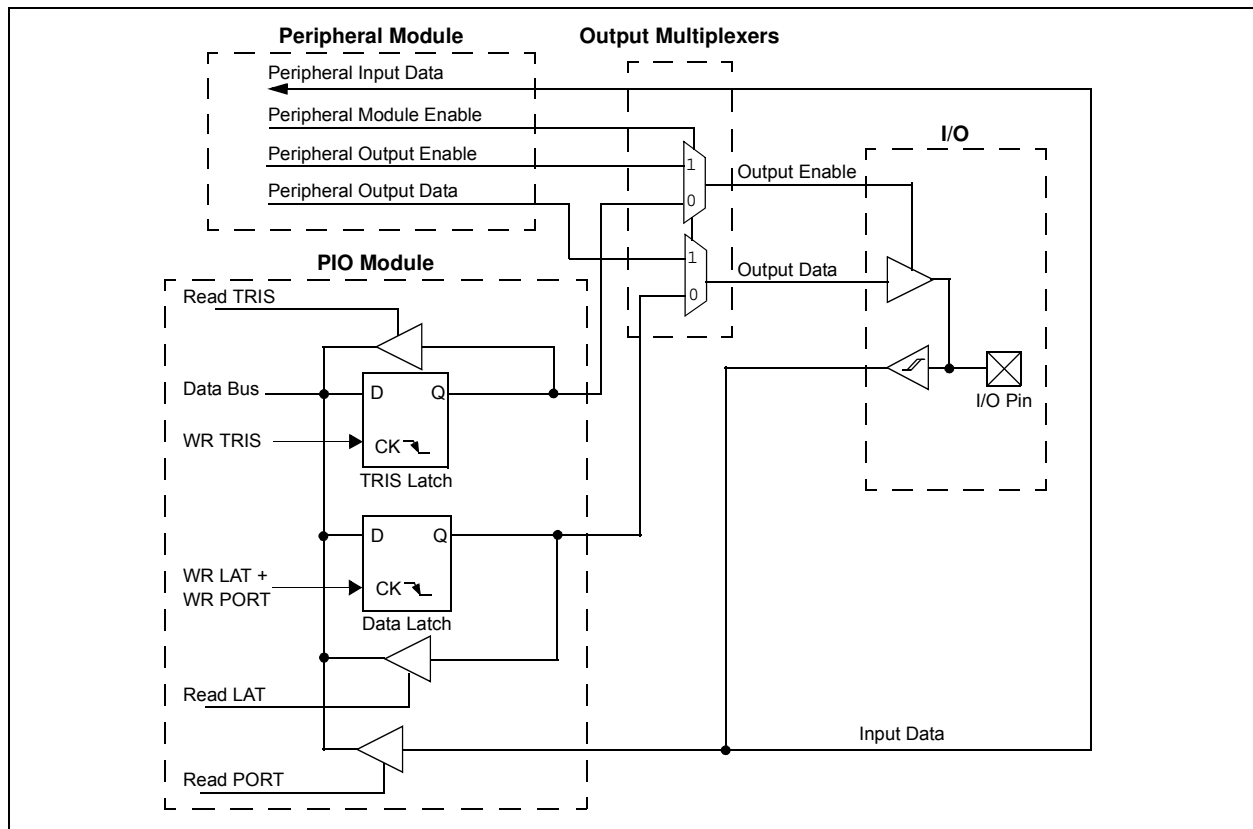 Peripheral Module
Output Multiplexers
Peripheral Input Data
Peripheral Module Enable
I/O
1
Peripheral Output Enable
Output Enable
Peripheral Output Data
0
PIO Module
1
Output Data
Read TRIS
0
Data Bus
D Q
I/O Pin
WR TRIS
CK
TRIS Latch
D Q
WR LAT +
WR PORT
CK
Data Latch
Read LAT
Input Data
Read PORT